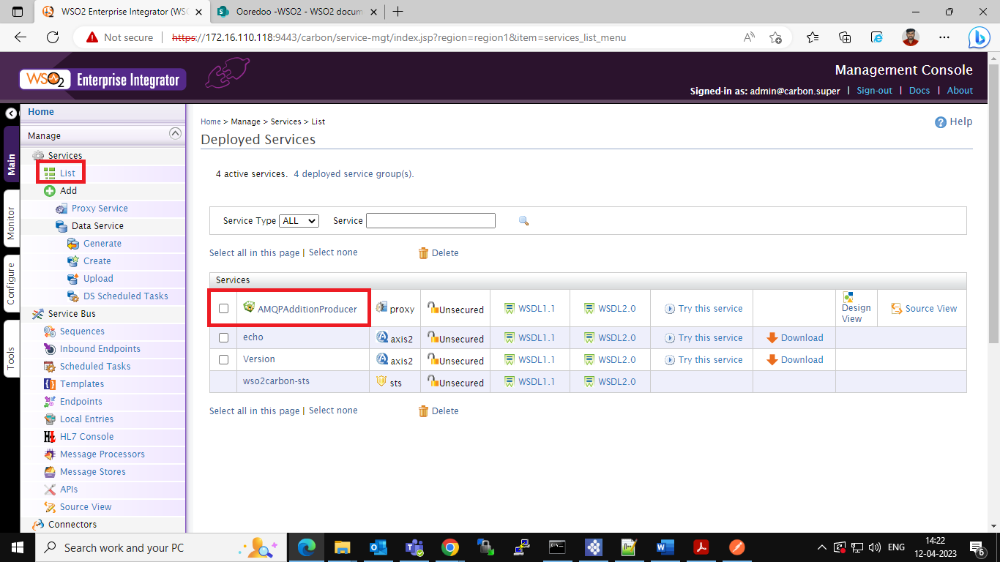 WSO2 Enterprise Integrator (WSO
Ooredoo -WSO2 - WSO2 docum
Not secure https://172.16.110.118:9443/carbon/service-mgt/index.jsp?region=region1&item=services_list_menu
WSO2 Enterprise Integrator
Management Console
Signed-in as: admin@carbon.super | Sign-out | Docs | About
Main
Monitor
Configure
Tools
Home
Manage
Services
List
Add
Proxy Service
Data Service
Generate
Create
Upload
DS Scheduled Tasks
Service Bus
Sequences
Inbound Endpoints
Scheduled Tasks
Templates
Endpoints
Local Entries
HL7 Console
Message Processors
Message Stores
APIs
Source View
Connectors
Home > Manage > Services > List
Help
Deployed Services
4 active services. 4 deployed service group(s).
Service Type ALL Service
Select all in this page | Select none Delete
Services
AMQPAdditionProducer proxy Unsecured WSDL1.1 WSDL2.0 Try this service Design View Source View
echo axis2 Unsecured WSDL1.1 WSDL2.0 Try this service Download
Version axis2 Unsecured WSDL1.1 WSDL2.0 Try this service Download
wso2carbon-sts sts Unsecured WSDL1.1 WSDL2.0
Select all in this page | Select none Delete
Search work and your PC
ENG
14:22
12-04-2023
6